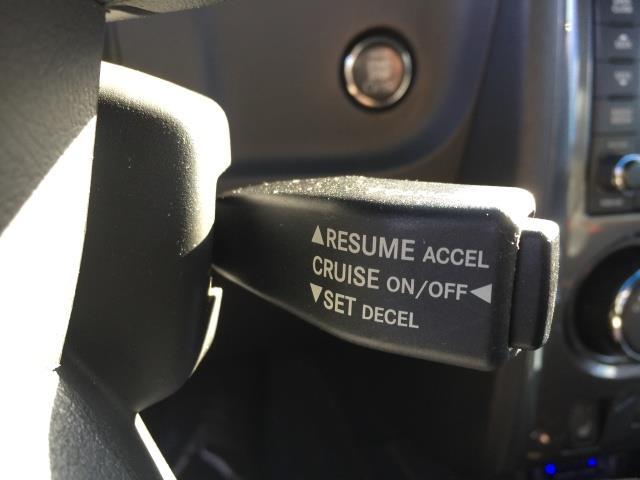 ▲RESUME ACCEL
CRUISE ON/OFF◀
▼SET DECEL